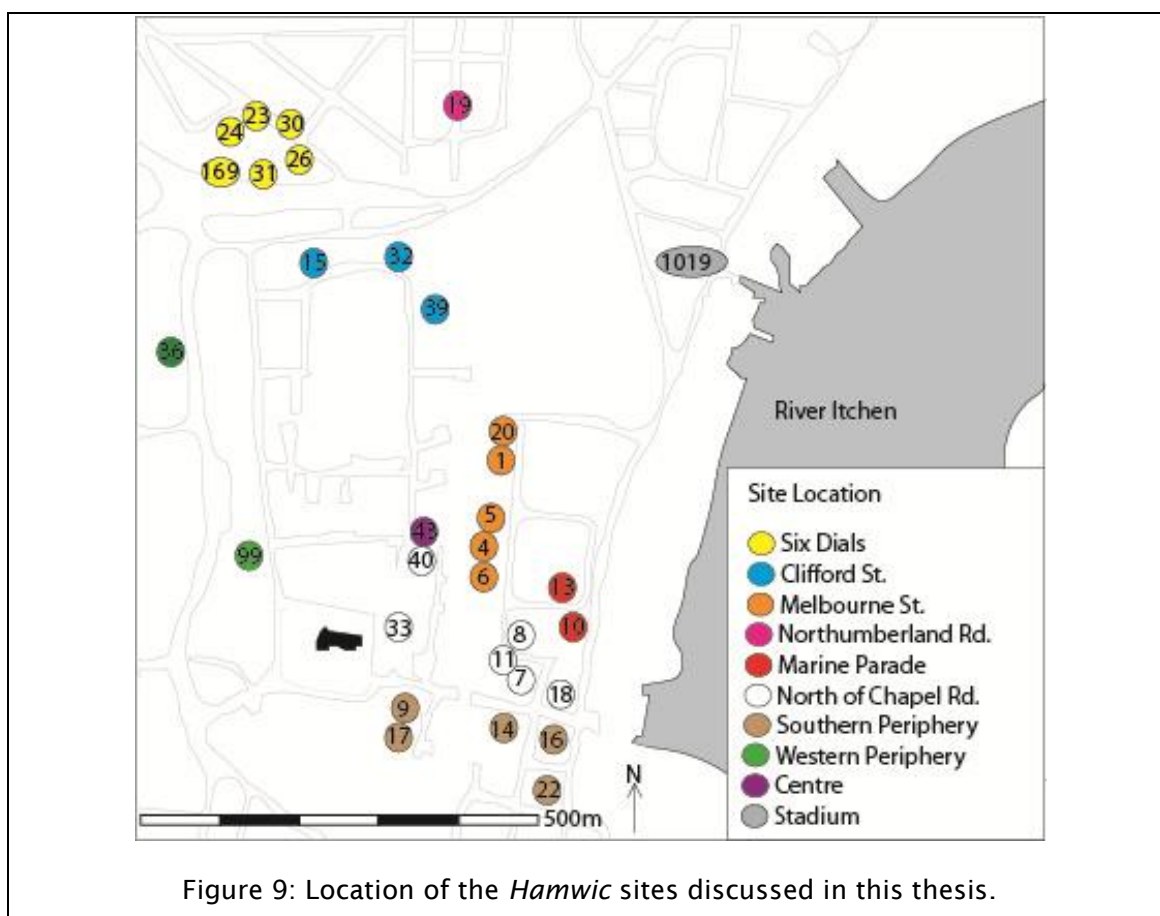 19
23
30
24
26
169
31
15
32
1019
39
36
River Itchen
20
1
5
43
4
99
40
6
13
33
8
10
11
7
18
9
14
17
16
22
N
500m
Site Location
Six Dials
Clifford St.
Melbourne St.
Northumberland Rd.
Marine Parade
North of Chapel Rd.
Southern Periphery
Western Periphery
Centre
Stadium
Figure 9: Location of the Hamwic sites discussed in this thesis.